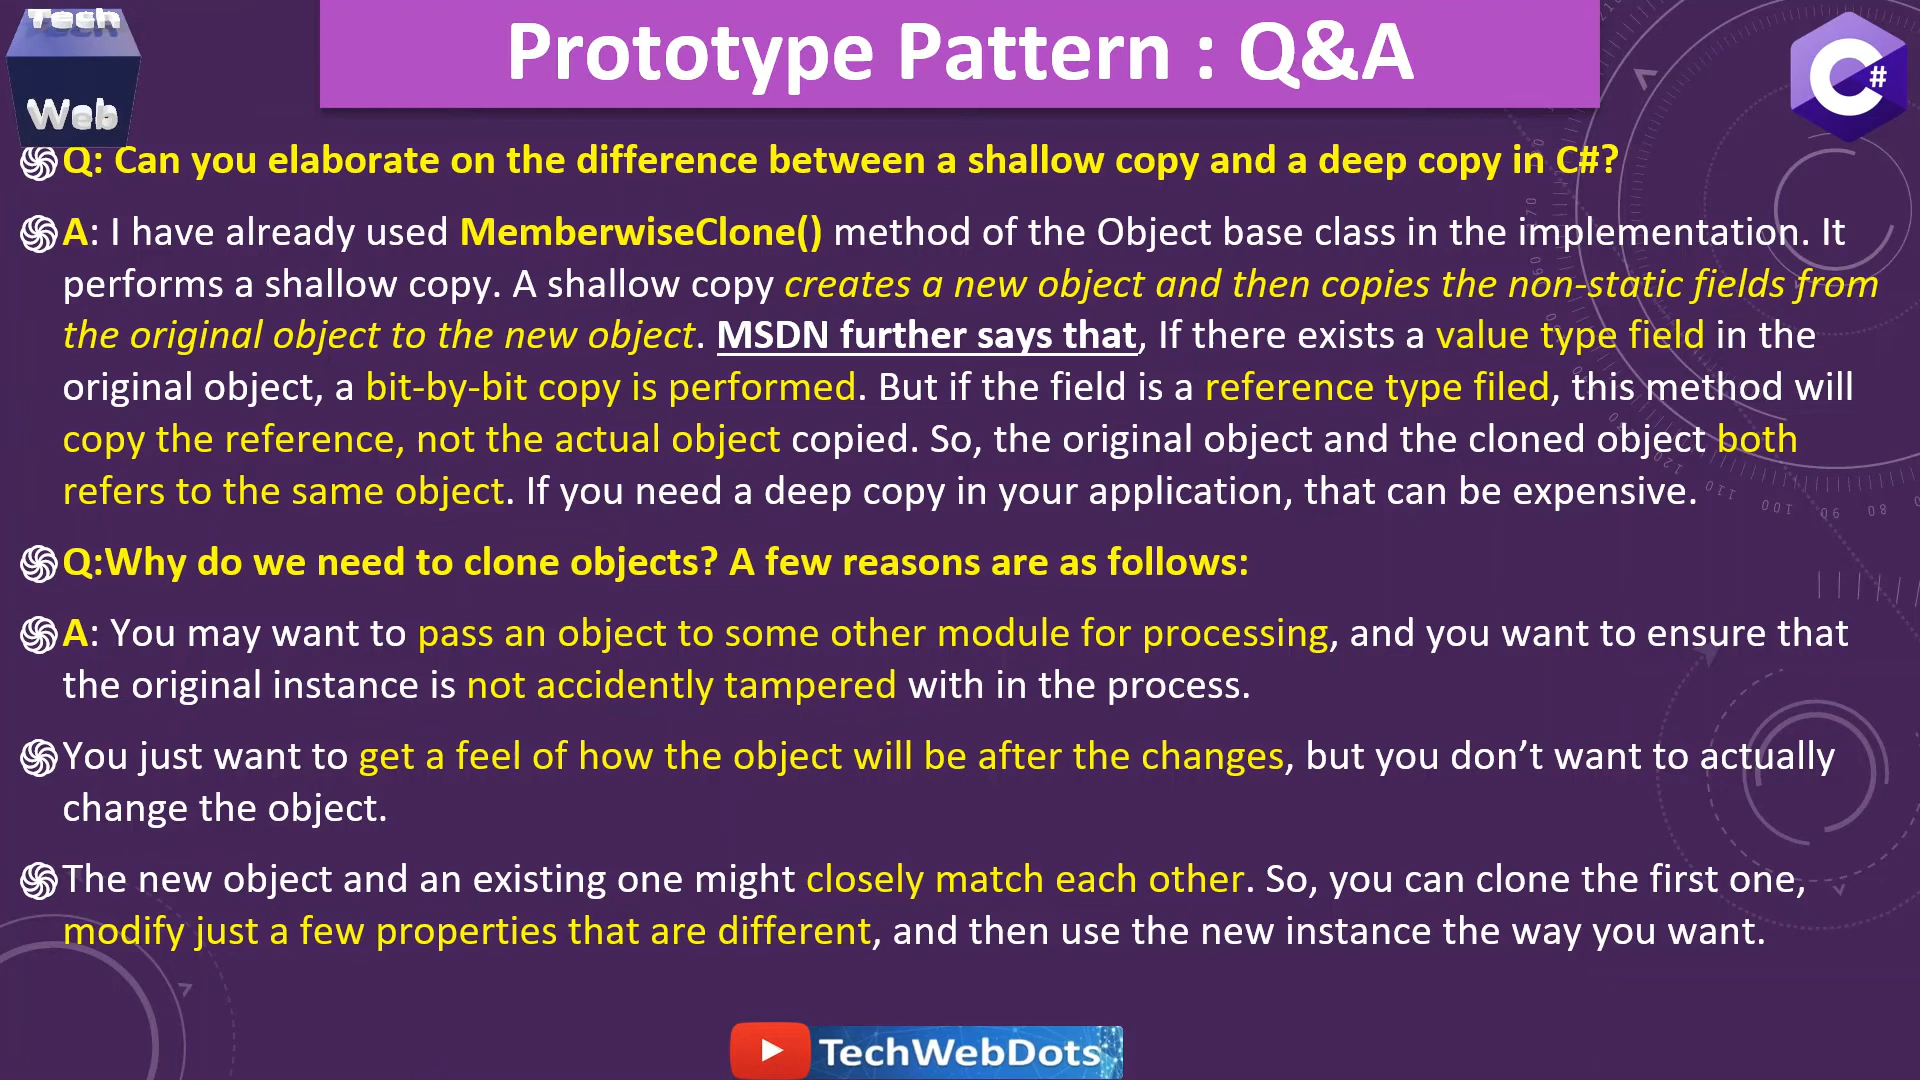 Tech
Web
Prototype Pattern : Q&A
C#
Q: Can you elaborate on the difference between a shallow copy and a deep copy in C#?
A: I have already used MemberwiseClone() method of the Object base class in the implementation. It
performs a shallow copy. A shallow copy creates a new object and then copies the non-static fields from
the original object to the new object. MSDN further says that, If there exists a value type field in the
original object, a bit-by-bit copy is performed. But if the field is a reference type filed, this method will
copy the reference, not the actual object copied. So, the original object and the cloned object both
refers to the same object. If you need a deep copy in your application, that can be expensive.
Q:Why do we need to clone objects? A few reasons are as follows:
A: You may want to pass an object to some other module for processing, and you want to ensure that
the original instance is not accidently tampered with in the process.
You just want to get a feel of how the object will be after the changes, but you don’t want to actually
change the object.
The new object and an existing one might closely match each other. So, you can clone the first one,
modify just a few properties that are different, and then use the new instance the way you want.
TechWebDots